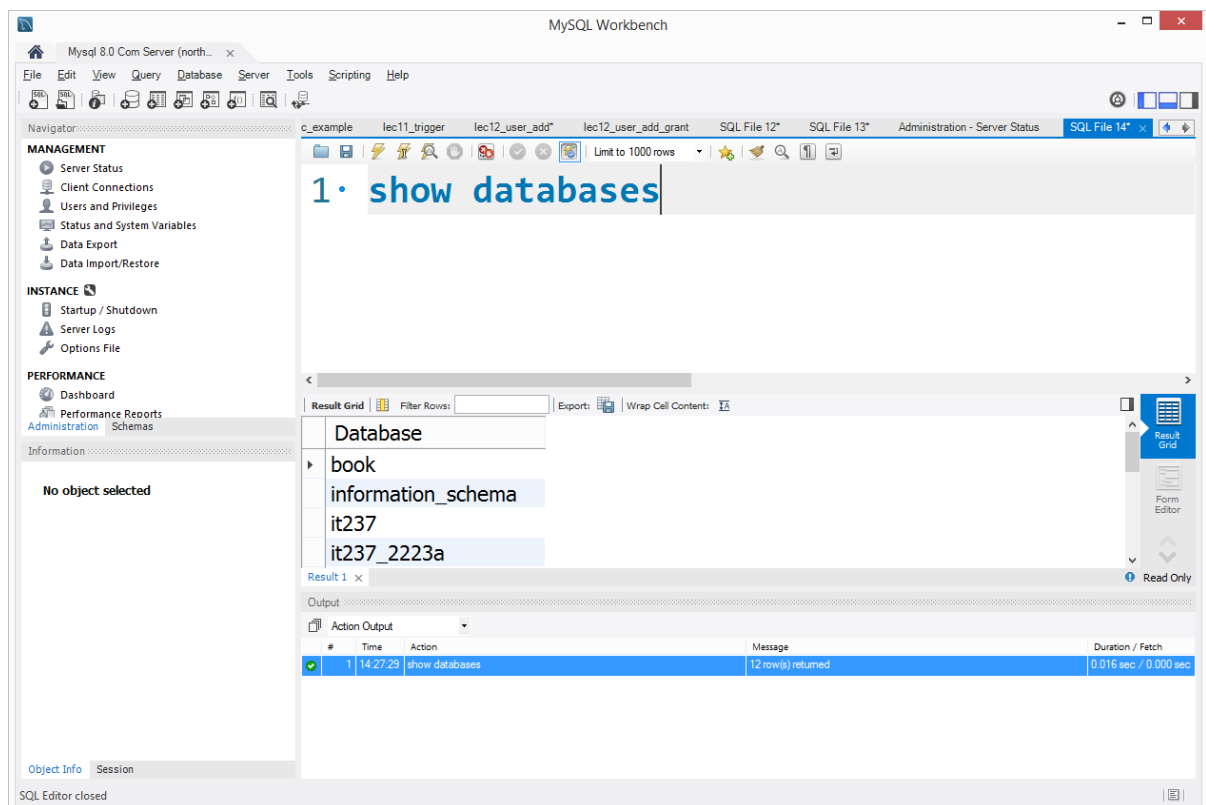 MySQL Workbench
Mysql 8.0 Com Server (north...
File Edit View Query Database Server Tools Scripting Help
Navigator
MANAGEMENT
Server Status
Client Connections
Users and Privileges
Status and System Variables
Data Export
Data Import/Restore
INSTANCE
Startup / Shutdown
Server Logs
Options File
PERFORMANCE
Dashboard
Performance Reports
Administration Schemas
Information
No object selected
Object Info Session
c_example lec11_trigger lec12_user_add* lec12_user_add_grant SQL File 12* SQL File 13* Administration - Server Status SQL File 14*
Limit to 1000 rows
1 show databases
Result Grid Filter Rows: Export: Wrap Cell Content:
Database
book
information_schema
it237
it237_2223a
Result Grid
Form Editor
Result 1 Read Only
Output
Action Output
# Time Action Message Duration / Fetch
1 14:27:29 show databases 12 row(s) returned 0.016 sec / 0.000 sec
SQL Editor closed